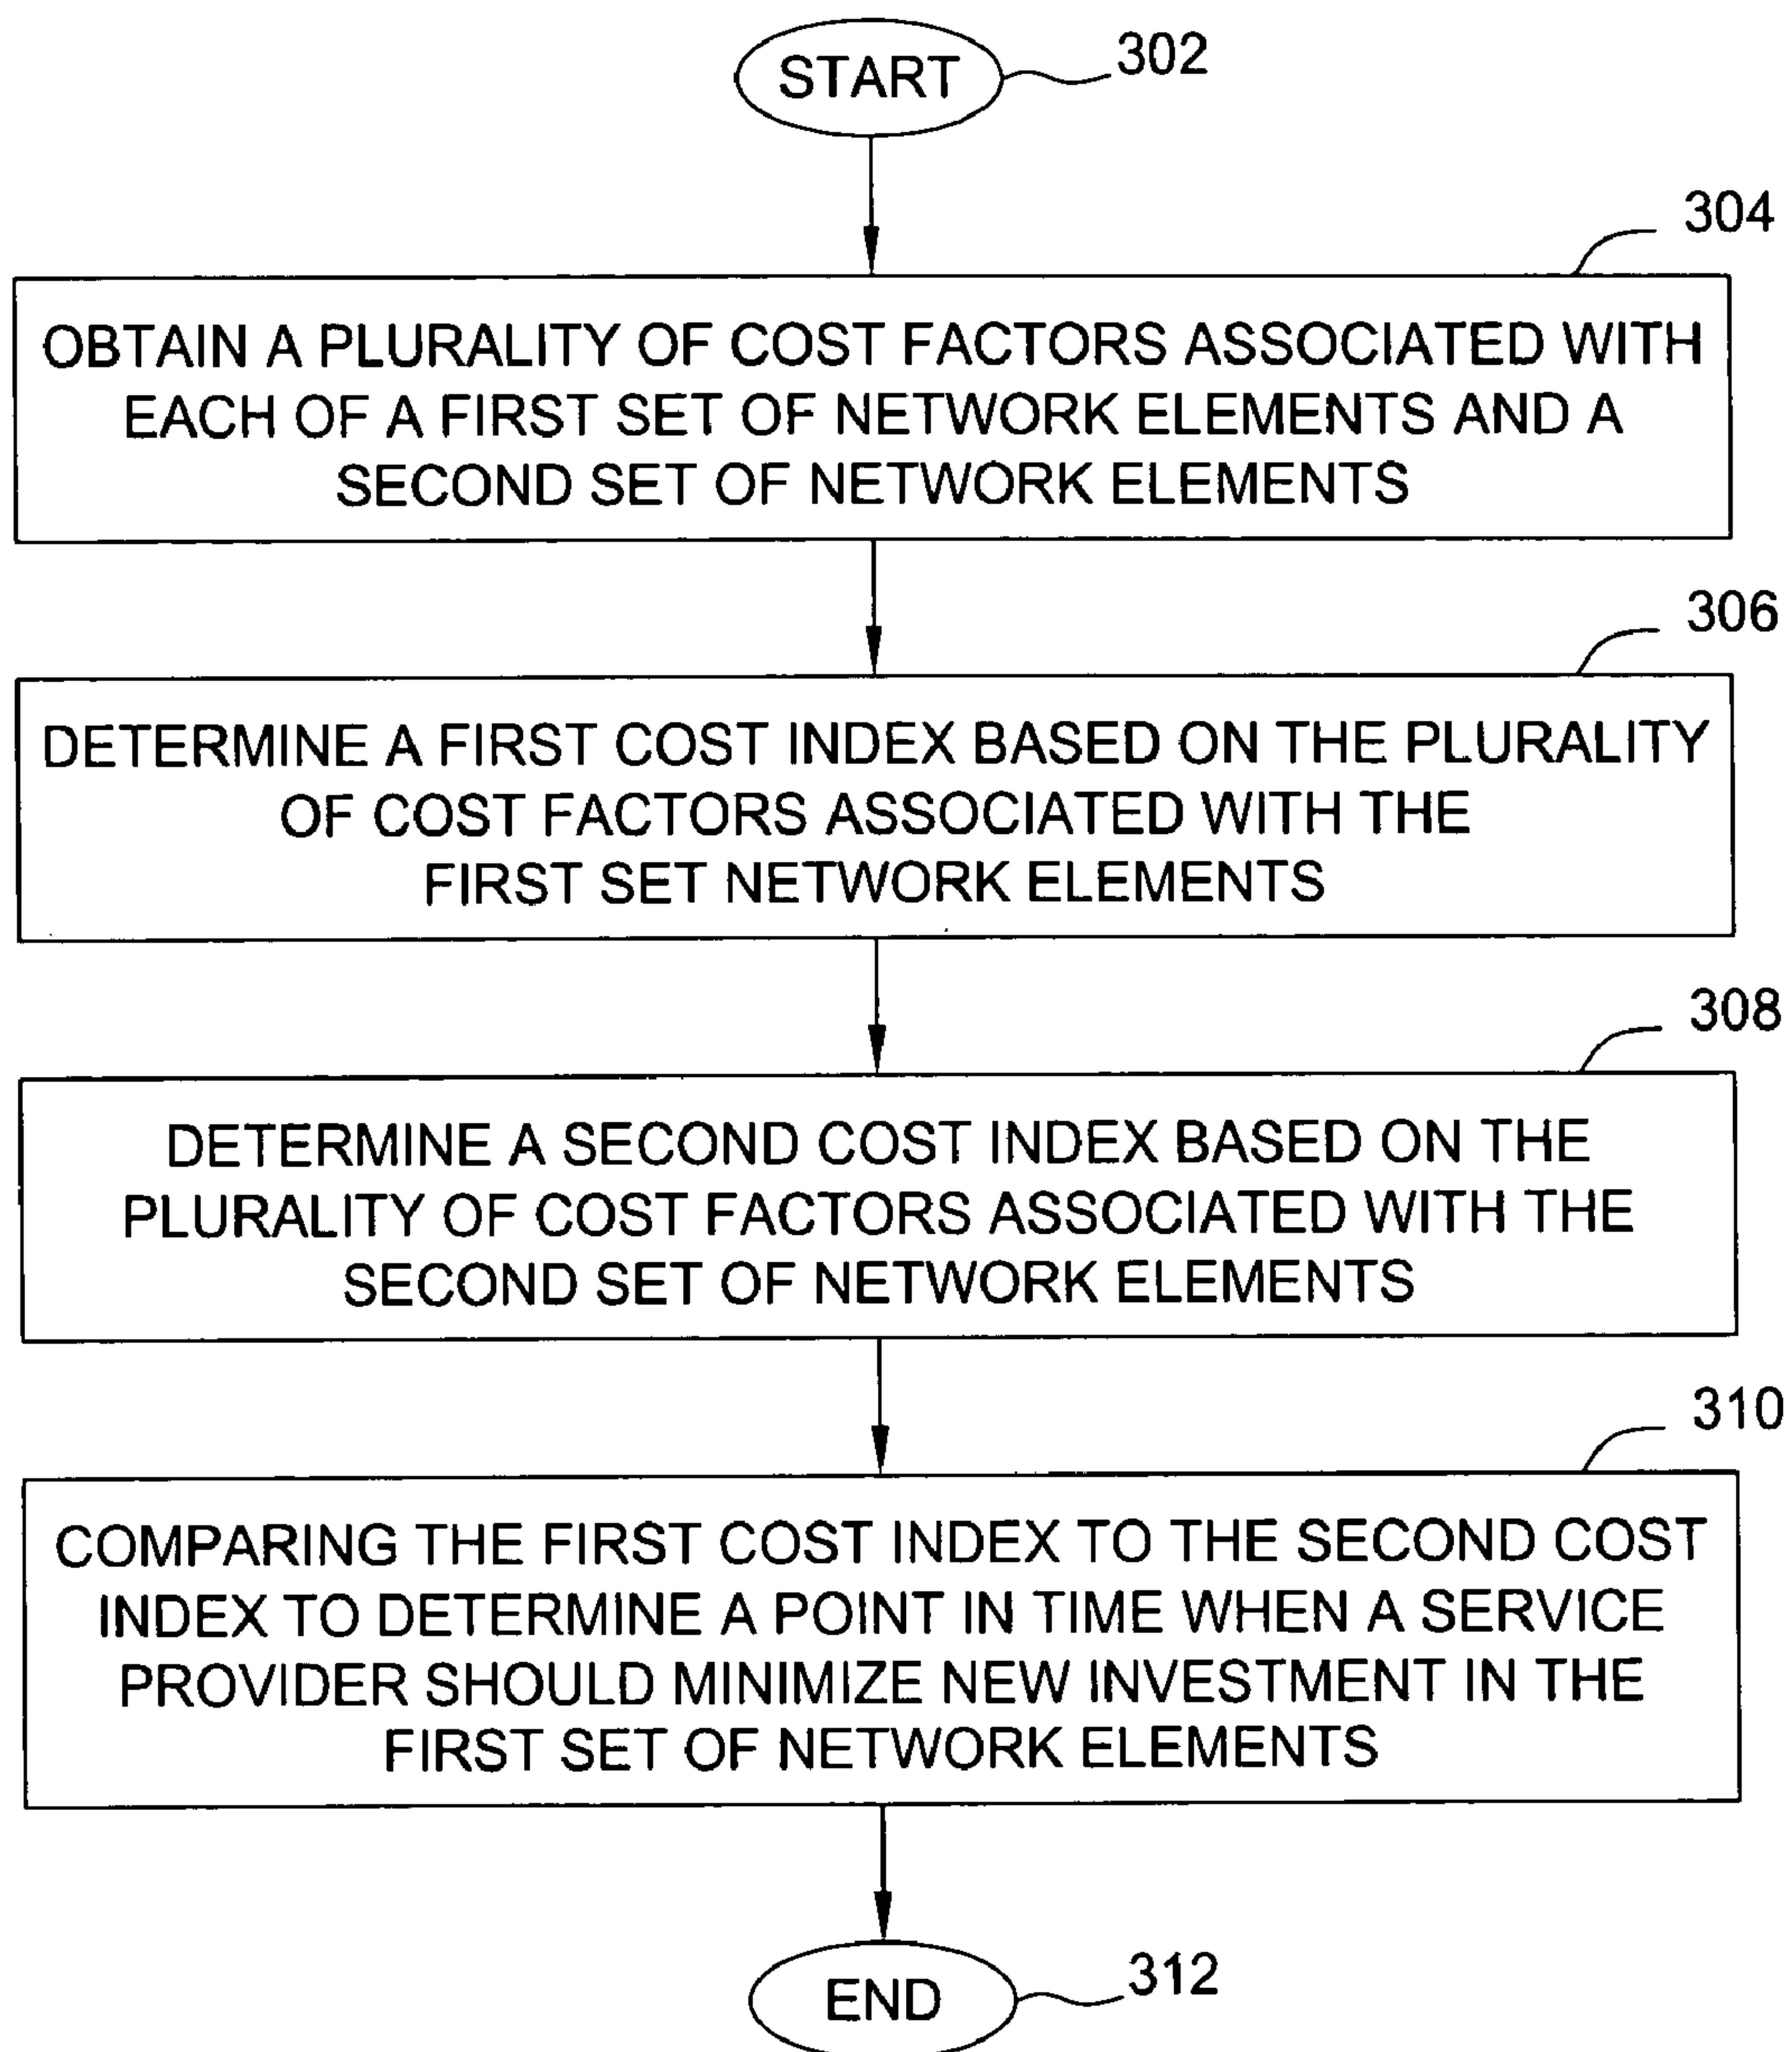 START
302
304
OBTAIN A PLURALITY OF COST FACTORS ASSOCIATED WITH
EACH OF A FIRST SET OF NETWORK ELEMENTS AND A
SECOND SET OF NETWORK ELEMENTS
306
DETERMINE A FIRST COST INDEX BASED ON THE PLURALITY
OF COST FACTORS ASSOCIATED WITH THE
FIRST SET NETWORK ELEMENTS
308
DETERMINE A SECOND COST INDEX BASED ON THE
PLURALITY OF COST FACTORS ASSOCIATED WITH THE
SECOND SET OF NETWORK ELEMENTS
310
COMPARING THE FIRST COST INDEX TO THE SECOND COST
INDEX TO DETERMINE A POINT IN TIME WHEN A SERVICE
PROVIDER SHOULD MINIMIZE NEW INVESTMENT IN THE
FIRST SET OF NETWORK ELEMENTS
END
312